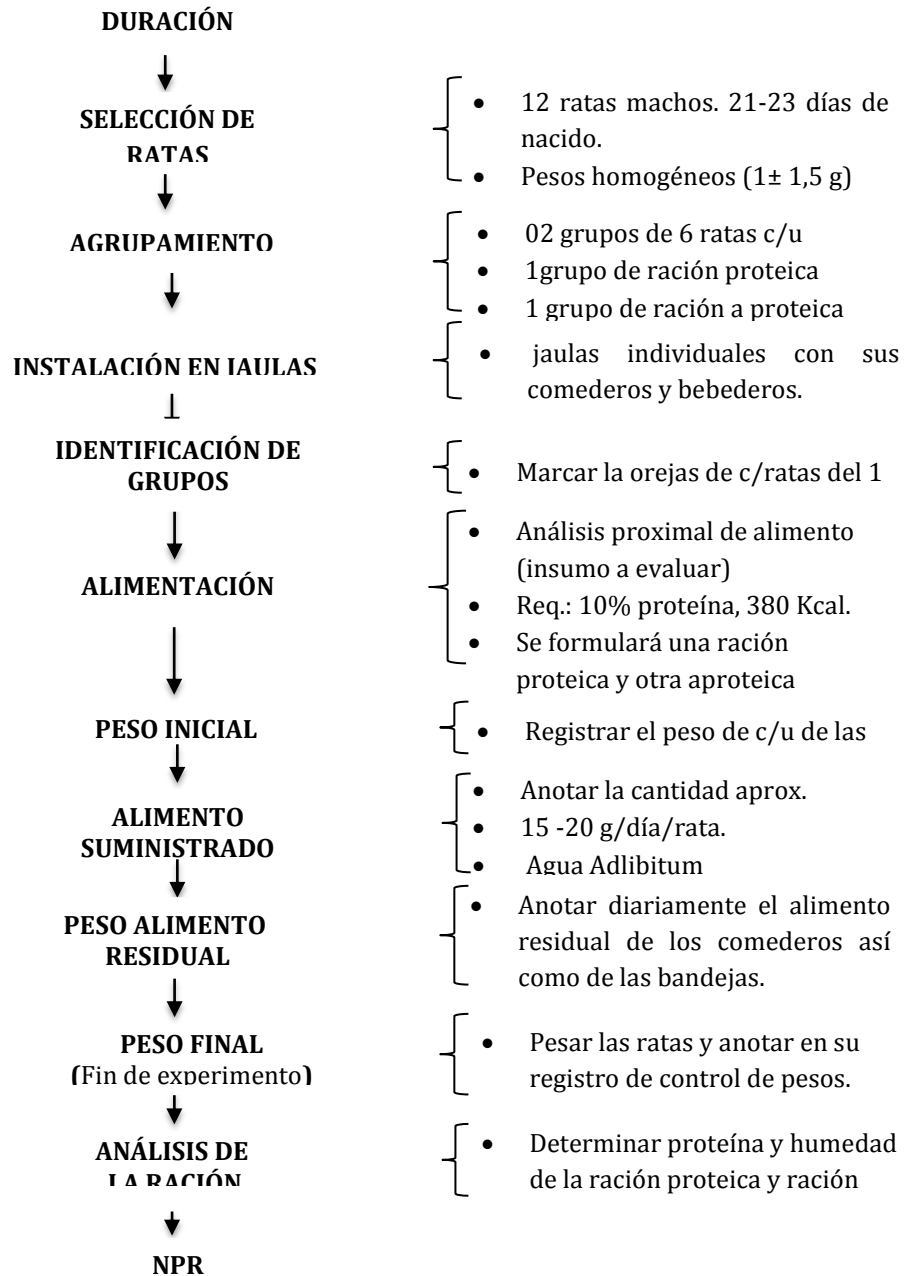 DURACIÓN
SELECCIÓN DE
RATAS
• 12 ratas machos. 21-23 días de
nacido.
• Pesos homogéneos (1± 1,5 g)
AGRUPAMIENTO
• 02 grupos de 6 ratas c/u
• 1grupo de ración proteica
• 1 grupo de ración a proteica
INSTALACIÓN EN JAULAS
• jaulas individuales con sus
comederos y bebederos.
IDENTIFICACIÓN DE
GRUPOS
• Marcar la orejas de c/ratas del 1
ALIMENTACIÓN
• Análisis proximal de alimento
(insumo a evaluar)
• Req.: 10% proteína, 380 Kcal.
• Se formulará una ración
proteica y otra aproteica
PESO INICIAL
• Registrar el peso de c/u de las
ALIMENTO
SUMINISTRADO
• Anotar la cantidad aprox.
• 15 -20 g/día/rata.
• Agua Adlibitum
PESO ALIMENTO
RESIDUAL
• Anotar diariamente el alimento
residual de los comederos así
como de las bandejas.
PESO FINAL
(Fin de experimento)
• Pesar las ratas y anotar en su
registro de control de pesos.
ANÁLISIS DE
LA RACIÓN
• Determinar proteína y humedad
de la ración proteica y ración
NPR